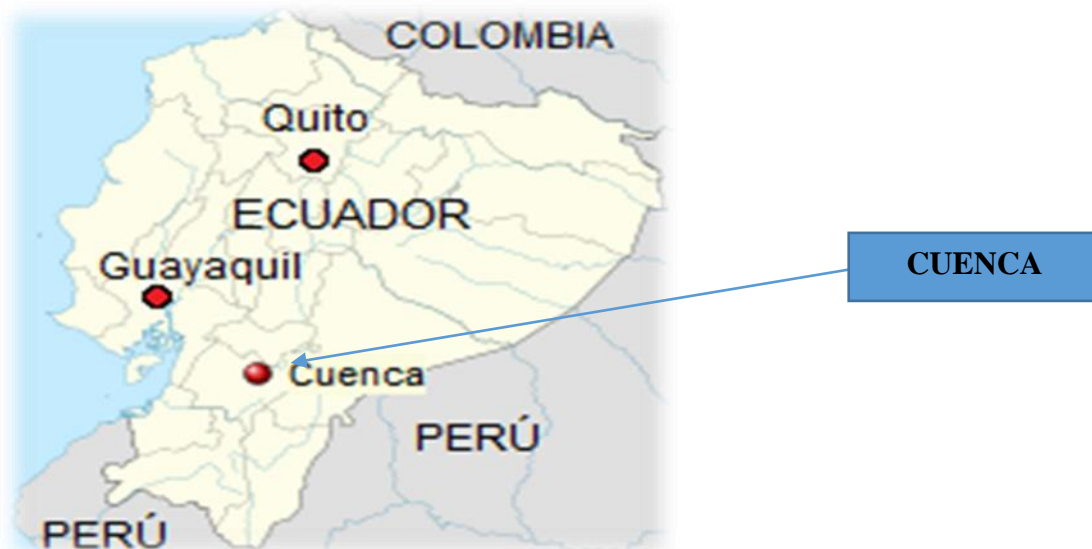 COLOMBIA
Quito
ECUADOR
Guayaquil
CUENCA
Cuenca
PERÚ
PERÚ